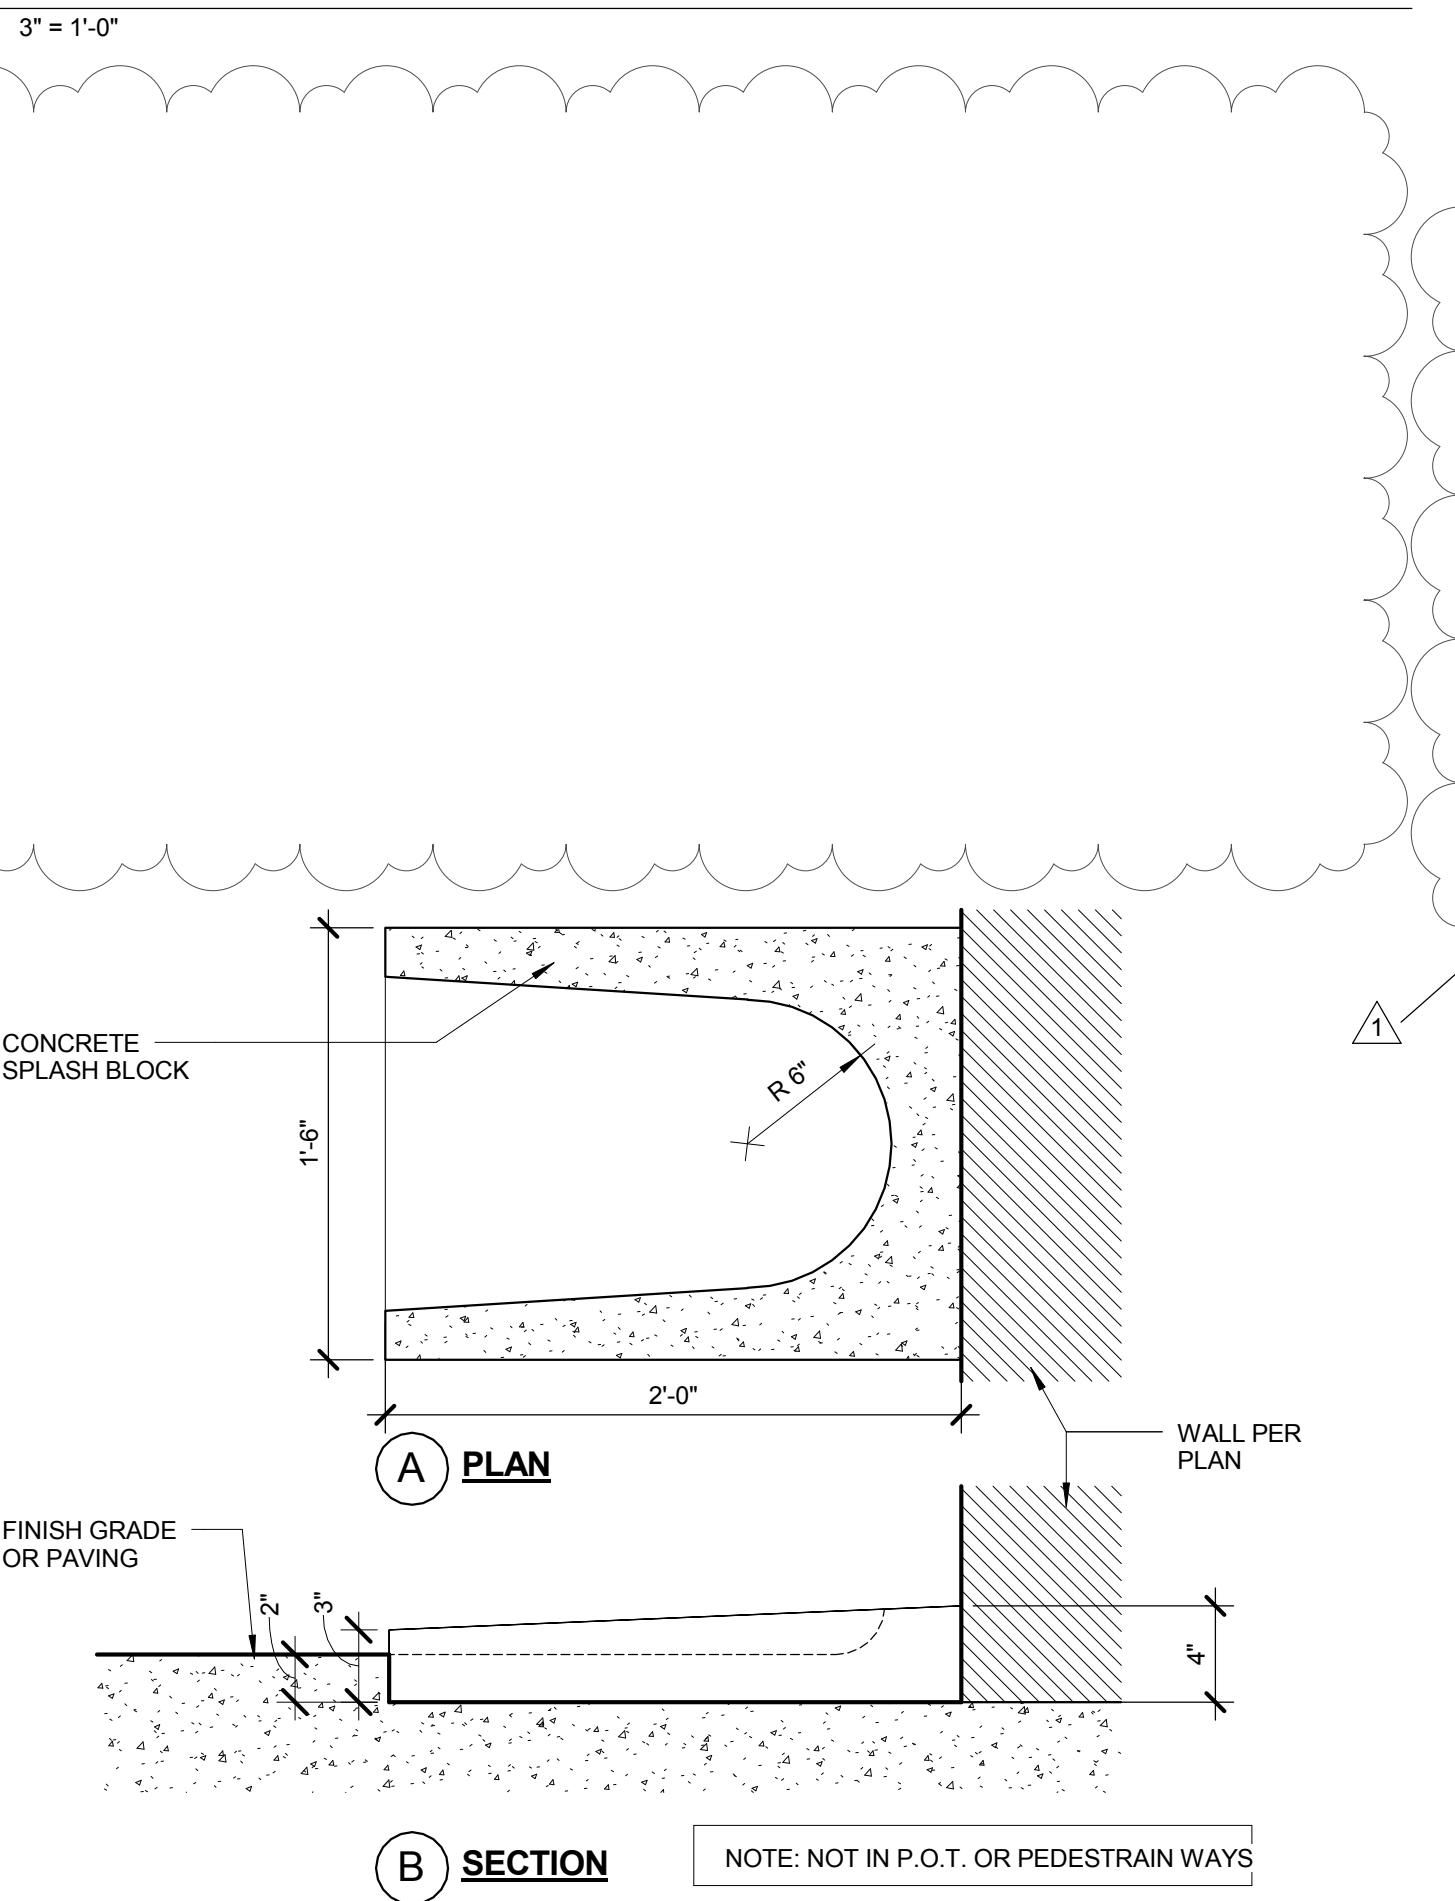 3" = 1'-0"
CONCRETE
SPLASH BLOCK
R 6"
1
1'-6"
2'-0"
A PLAN
WALL PER
PLAN
FINISH GRADE
OR PAVING
2"
3"
4"
B SECTION
NOTE: NOT IN P.O.T. OR PEDESTRAIN WAYS